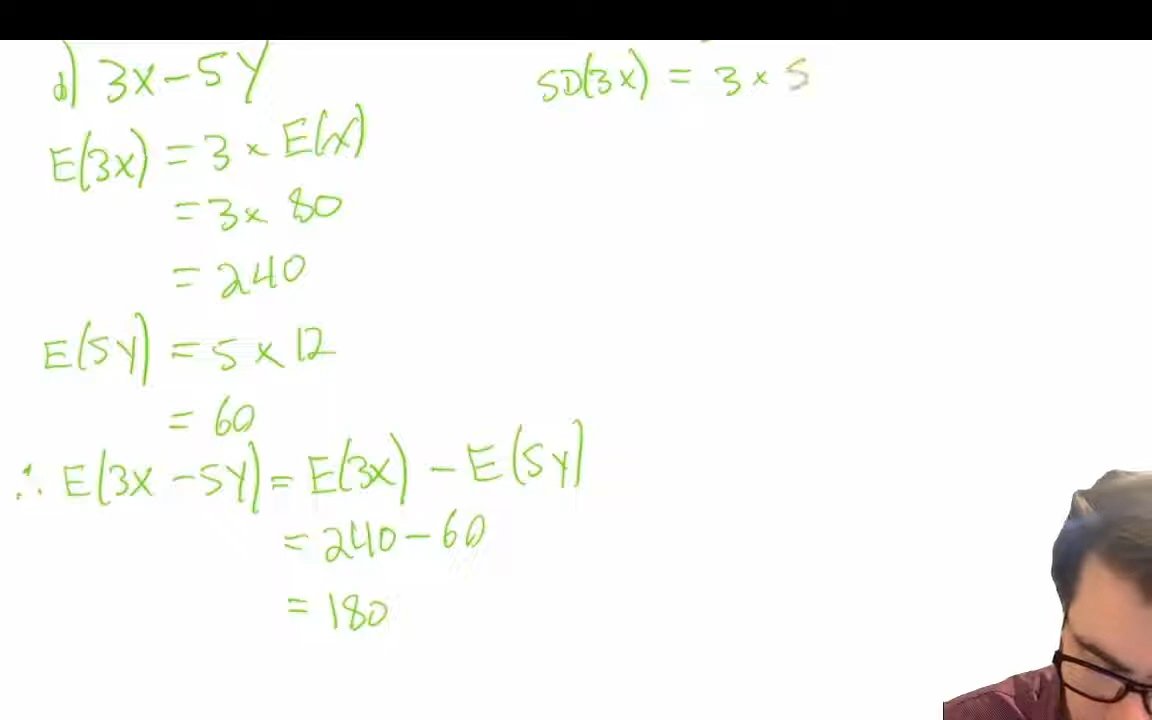 d) 3x - 5Y
E(3x) = 3 × E(x)
= 3 × 80
= 240
E(5Y) = 5 × 12
= 60
∴ E(3x - 5Y) = E(3x) - E(5Y)
= 240 - 60
= 180
SD(3x) = 3 × S